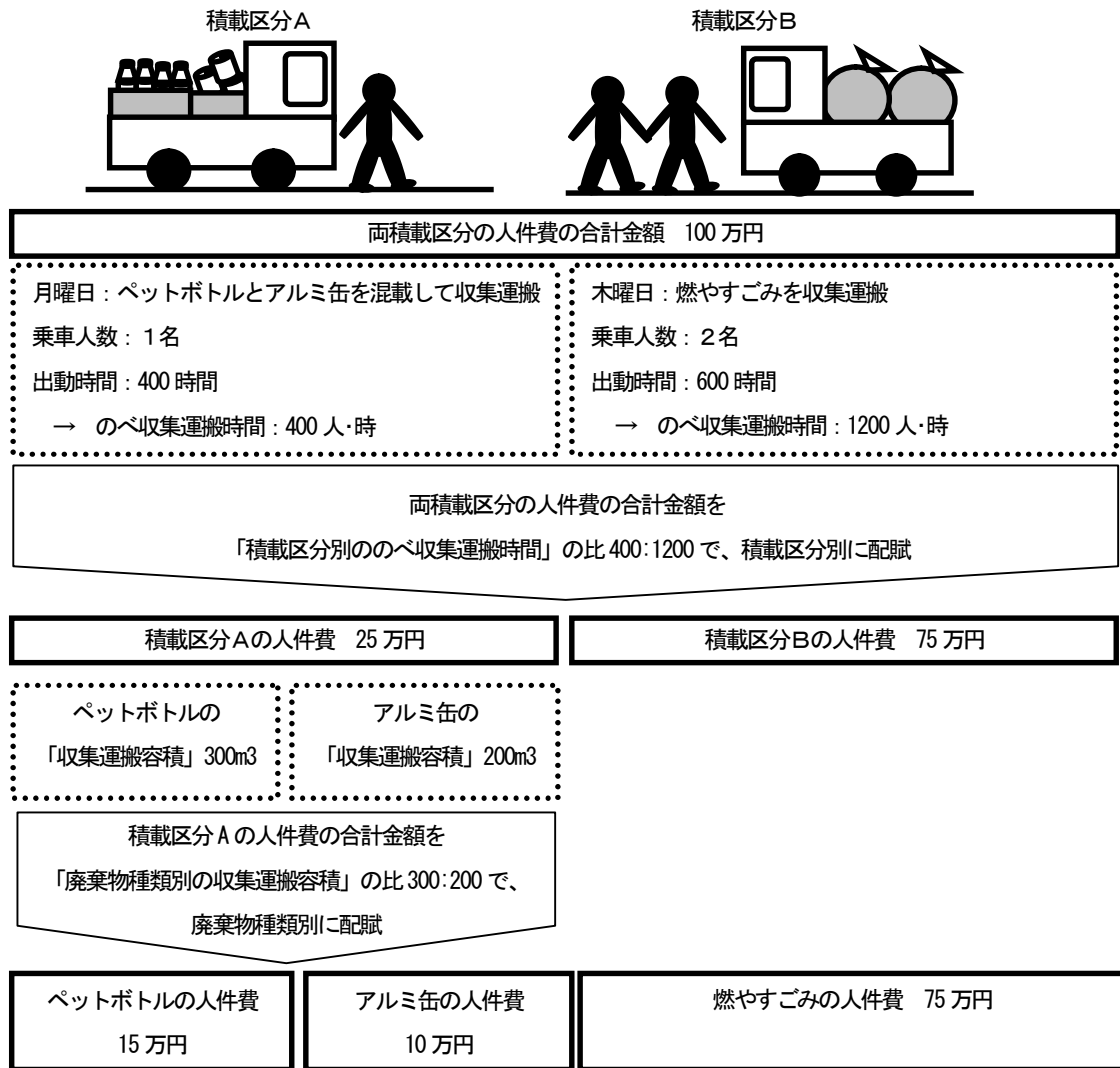 積載区分A
積載区分B
両積載区分の人件費の合計金額　100万円
月曜日：ペットボトルとアルミ缶を混載して収集運搬
乗車人数：１名
出動時間：400時間
→　のべ収集運搬時間：400人･時
木曜日：燃やすごみを収集運搬
乗車人数：２名
出動時間：600時間
→　のべ収集運搬時間：1200人･時
両積載区分の人件費の合計金額を
「積載区分別ののべ収集運搬時間」の比400:1200で、積載区分別に配賦
積載区分Aの人件費　25万円
積載区分Bの人件費　75万円
ペットボトルの
「収集運搬容積」300m3
アルミ缶の
「収集運搬容積」200m3
積載区分Aの人件費の合計金額を
「廃棄物種類別の収集運搬容積」の比300:200で、
廃棄物種類別に配賦
ペットボトルの人件費
15万円
アルミ缶の人件費
10万円
燃やすごみの人件費　75万円